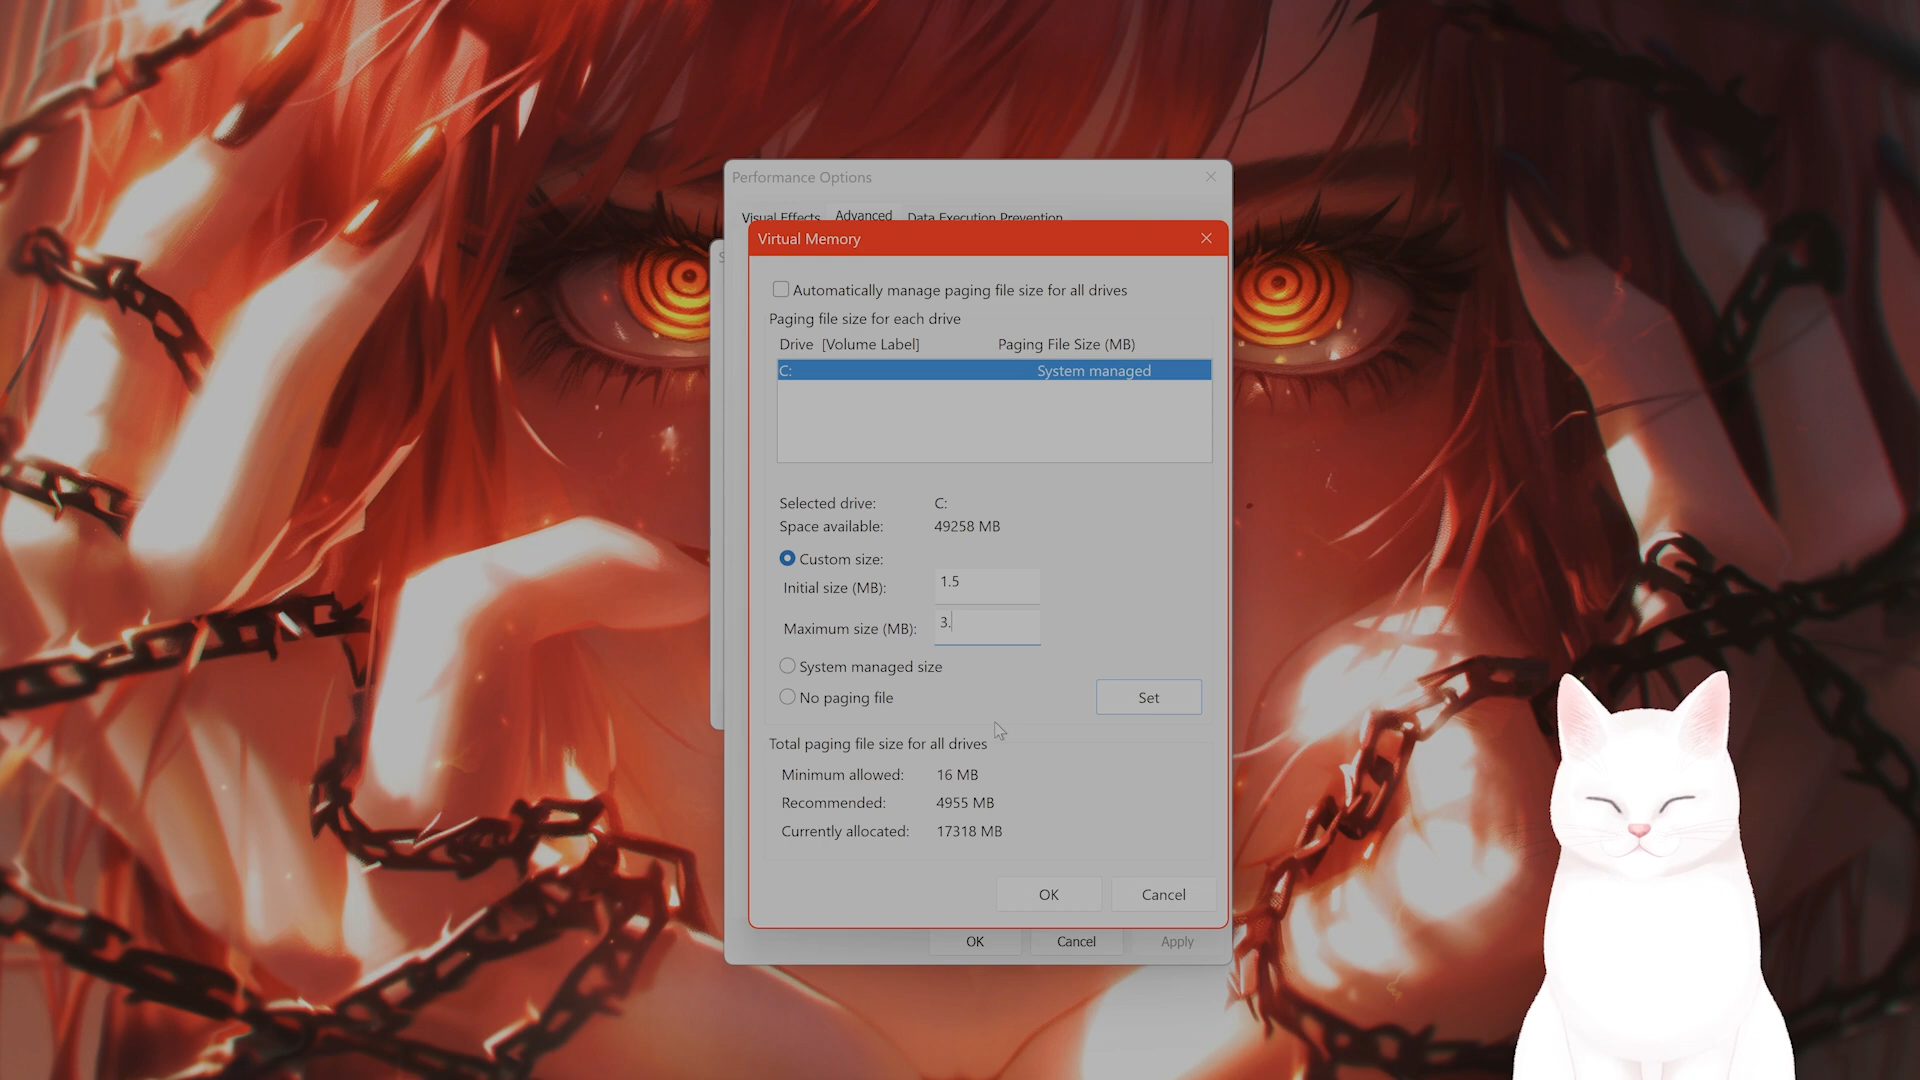 Performance Options
Visual Effects Advanced Data Execution Prevention
Virtual Memory
S
Automatically manage paging file size for all drives
Paging file size for each drive
Drive [Volume Label] Paging File Size (MB)
C: System managed
Selected drive: C:
Space available: 49258 MB
Custom size:
Initial size (MB): 1.5
Maximum size (MB): 3.
System managed size
No paging file Set
Total paging file size for all drives
Minimum allowed: 16 MB
Recommended: 4955 MB
Currently allocated: 17318 MB
OK Cancel
OK Cancel Apply